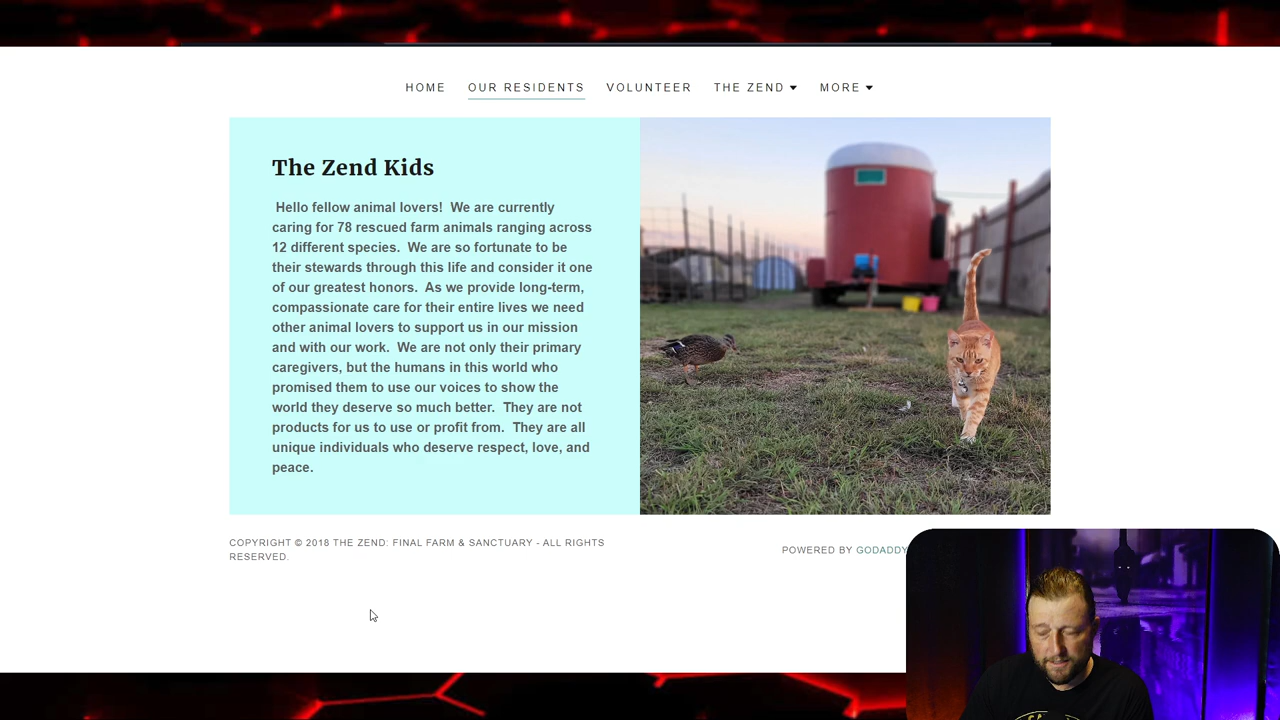 HOME OUR RESIDENTS VOLUNTEER THE ZEND MORE
The Zend Kids
Hello fellow animal lovers! We are currently
caring for 78 rescued farm animals ranging across
12 different species. We are so fortunate to be
their stewards through this life and consider it one
of our greatest honors. As we provide long-term,
compassionate care for their entire lives we need
other animal lovers to support us in our mission
and with our work. We are not only their primary
caregivers, but the humans in this world who
promised them to use our voices to show the
world they deserve so much better. They are not
products for us to use or profit from. They are all
unique individuals who deserve respect, love, and
peace.
COPYRIGHT © 2018 THE ZEND: FINAL FARM & SANCTUARY - ALL RIGHTS
RESERVED.
POWERED BY GODADDY